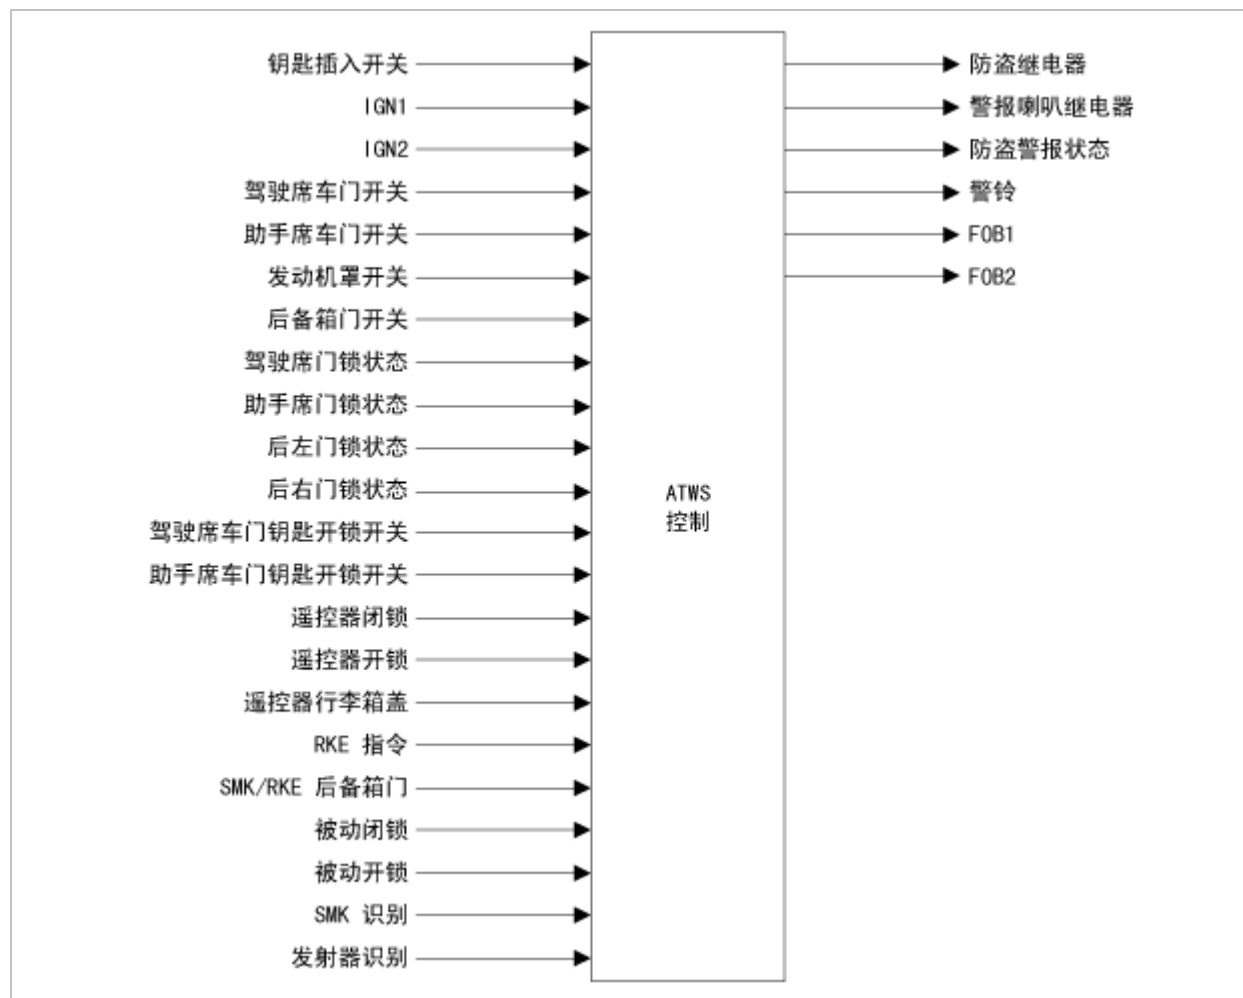 钥匙插入开关
IGN1
IGN2
驾驶席车门开关
助手席车门开关
发动机罩开关
后备箱门开关
驾驶席门锁状态
助手席门锁状态
后左门锁状态
后右门锁状态
驾驶席车门钥匙开锁开关
助手席车门钥匙开锁开关
遥控器闭锁
遥控器开锁
遥控器行李箱盖
RKE 指令
SMK/RKE 后备箱门
被动闭锁
被动开锁
SMK 识别
发射器识别
ATWS
控制
防盗继电器
警报喇叭继电器
防盗警报状态
警铃
FOB1
FOB2